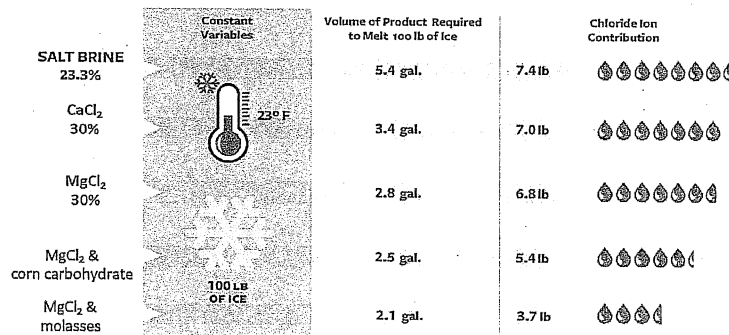 Constant
Variables
Volume of Product Required
to Melt 100 lb of Ice
Chloride Ion
Contribution
SALT BRINE
23.3%
5.4 gal.
7.4 lb
CaCl₂
30%
23° F
3.4 gal.
7.0 lb
MgCl₂
30%
2.8 gal.
6.8 lb
MgCl₂ &
corn carbohydrate
2.5 gal.
5.4 lb
100 LB
OF ICE
MgCl₂ &
molasses
2.1 gal.
3.7 lb